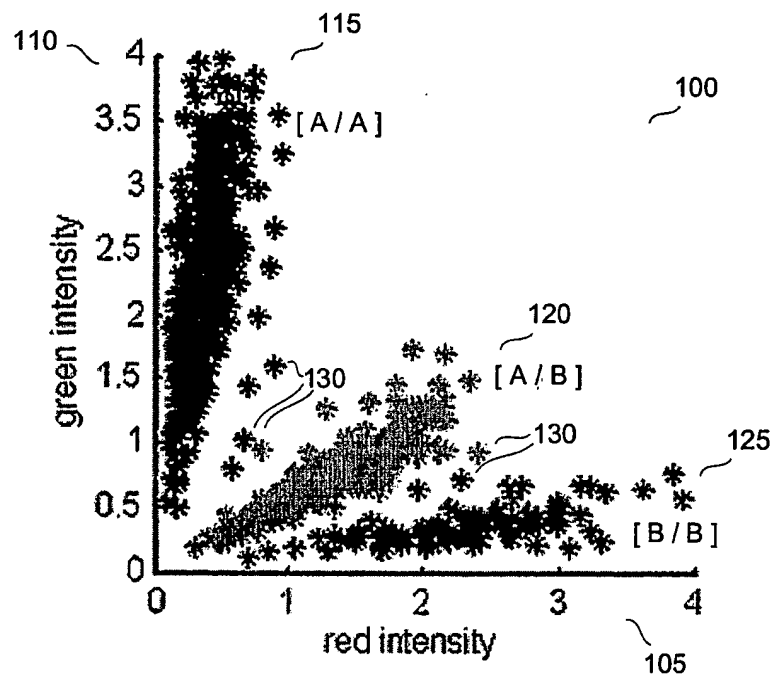 110
115
100
4
3.5
3
2.5
2
1.5
1
0.5
0
green intensity
[ A / A ]
120
[ A / B ]
130
130
125
[ B / B ]
0 1 2 3 4
red intensity
105